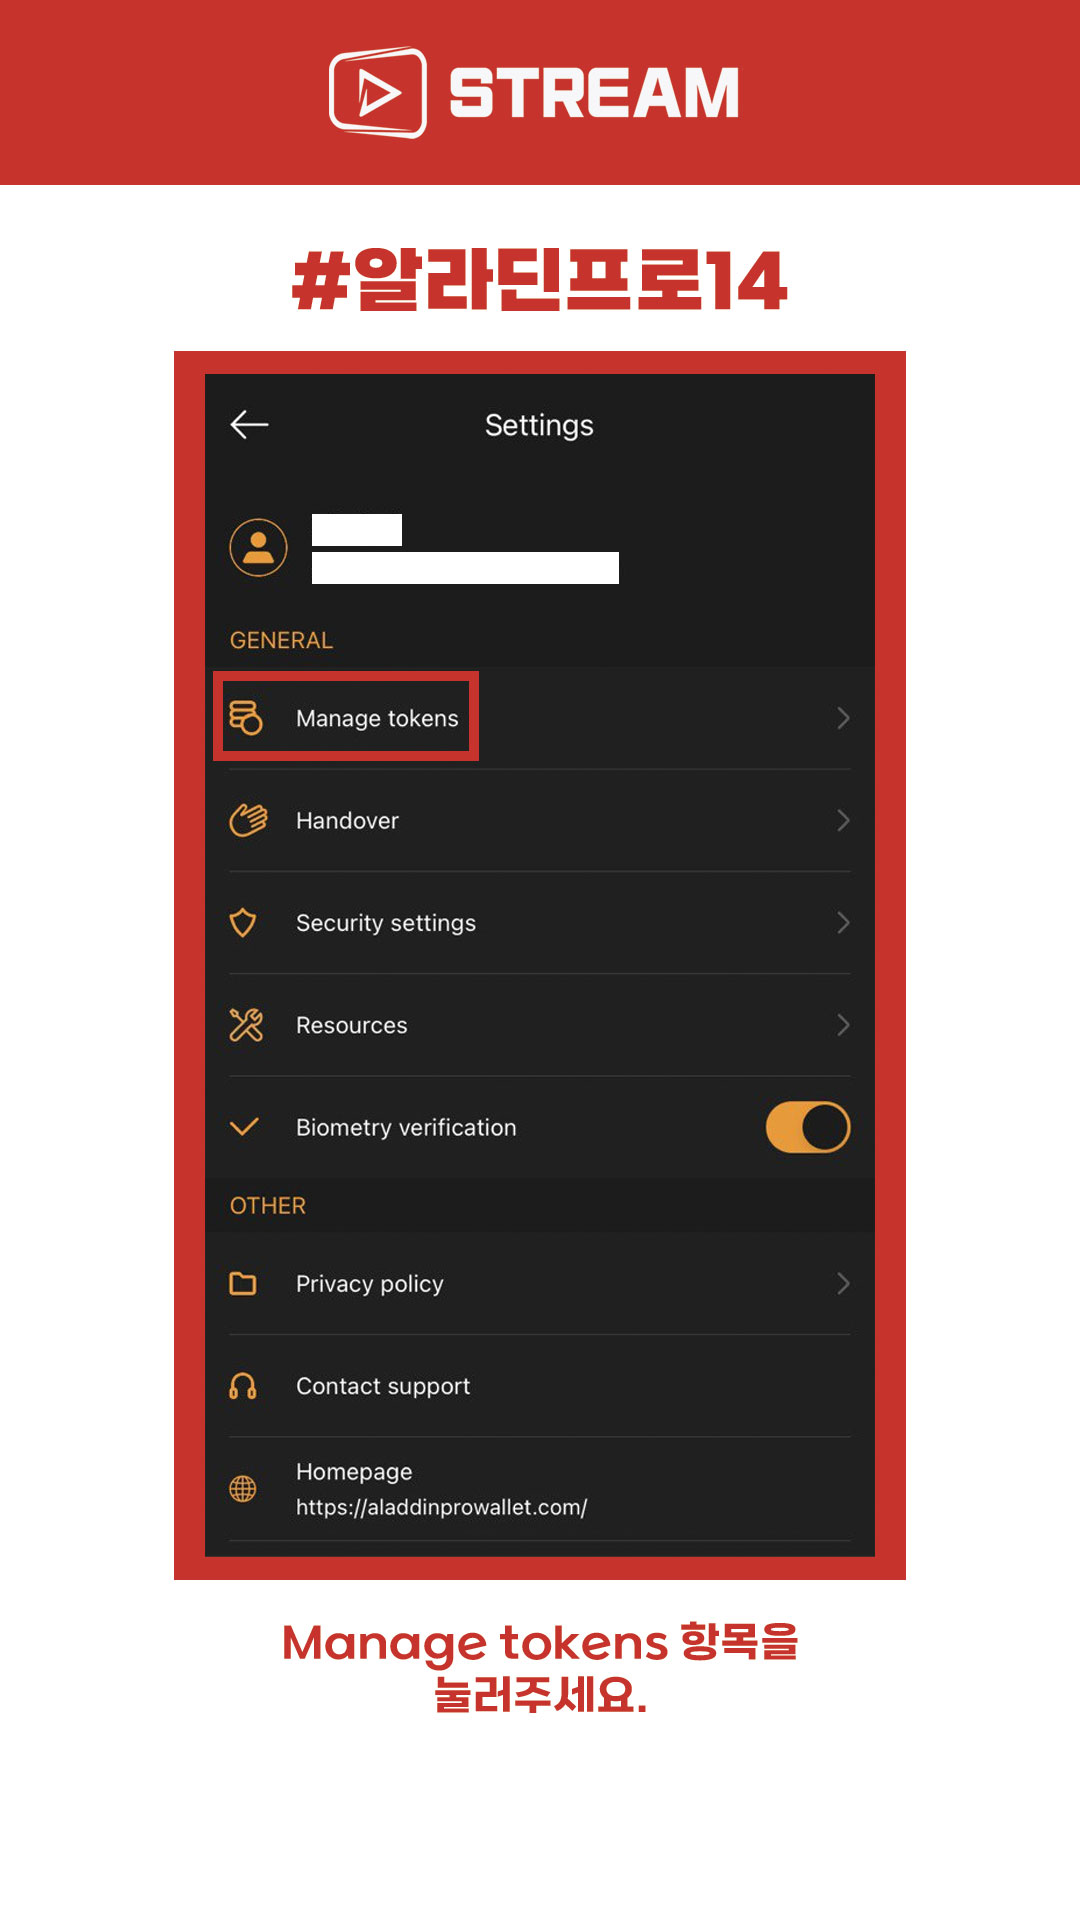 STREAM
#알라딘프로14
Settings
GENERAL
Manage tokens
Handover
Security settings
Resources
Biometry verification
OTHER
Privacy policy
Contact support
Homepage
https://aladdinprowallet.com/
Manage tokens 항목을
눌러주세요.